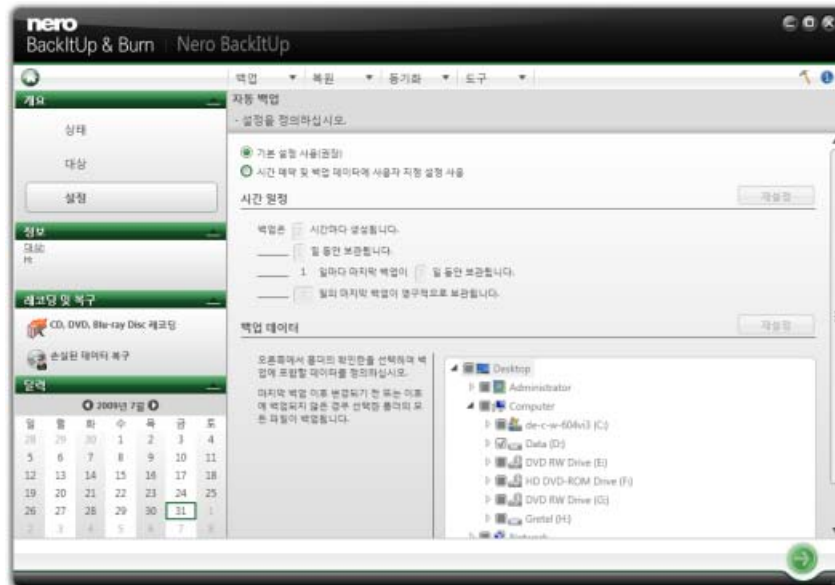 nero
BackItUp & Burn | Nero BackItUp
백업 복원 동기화 도구
개요
상태
대상
설정
정보
대상:
H:
레코딩 및 복구
CD, DVD, Blu-ray Disc 레코딩
손실된 데이터 복구
달력
2009년 7월
일 월 화 수 목 금 토
28 29 30 1 2 3 4
5 6 7 8 9 10 11
12 13 14 15 16 17 18
19 20 21 22 23 24 25
26 27 28 29 30 31 1
2 3 4 5 6 7 8
자동 백업
- 설정을 정의하십시오.
기본 설정 사용(권장)
시간 예약 및 백업 데이터에 사용자 지정 설정 사용
시간 일정
재설정
백업은 시간마다 생성됩니다.
일 동안 보관됩니다.
1 일마다 마지막 백업이 일 동안 보관됩니다.
일의 마지막 백업이 영구적으로 보관됩니다.
백업 데이터
재설정
오른쪽에서 폴더의 확인란을 선택하여 백
업에 포함할 데이터를 정의하십시오.
마지막 백업 이후 변경되기 전 또는 이후
에 백업되지 않은 경우 선택한 폴더의 모
든 파일이 백업됩니다.
Desktop
Administrator
Computer
de-c-w-604vi3 (C:)
Data (D:)
DVD RW Drive (E:)
HD DVD-ROM Drive (F:)
DVD RW Drive (G:)
Gretel (H:)
Network